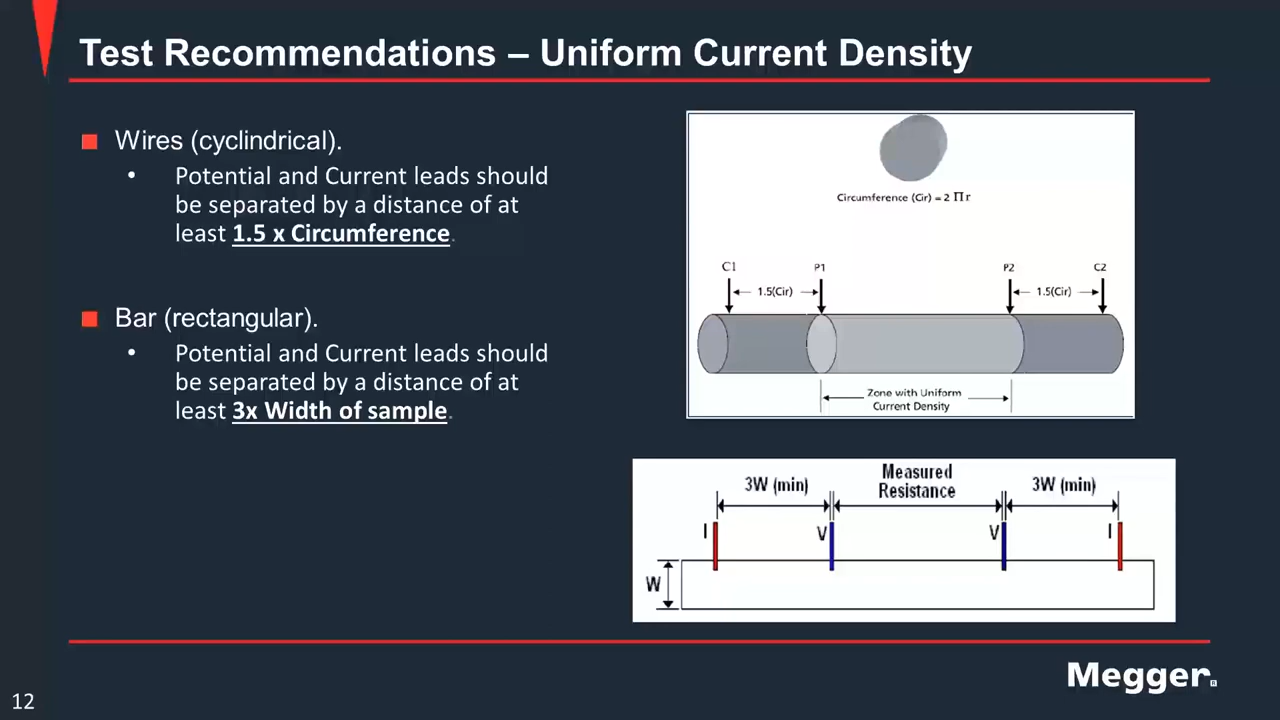 Test Recommendations – Uniform Current Density
■ Wires (cyclindrical).
• Potential and Current leads should
be separated by a distance of at
least 1.5 x Circumference.
■ Bar (rectangular).
• Potential and Current leads should
be separated by a distance of at
least 3x Width of sample.
Circumference (Cir) = 2 Πr
C1 P1 P2 C2
1.5(Cir) 1.5(Cir)
Zone with Uniform
Current Density
3W (min) Measured Resistance 3W (min)
I V V I
W
Megger
12